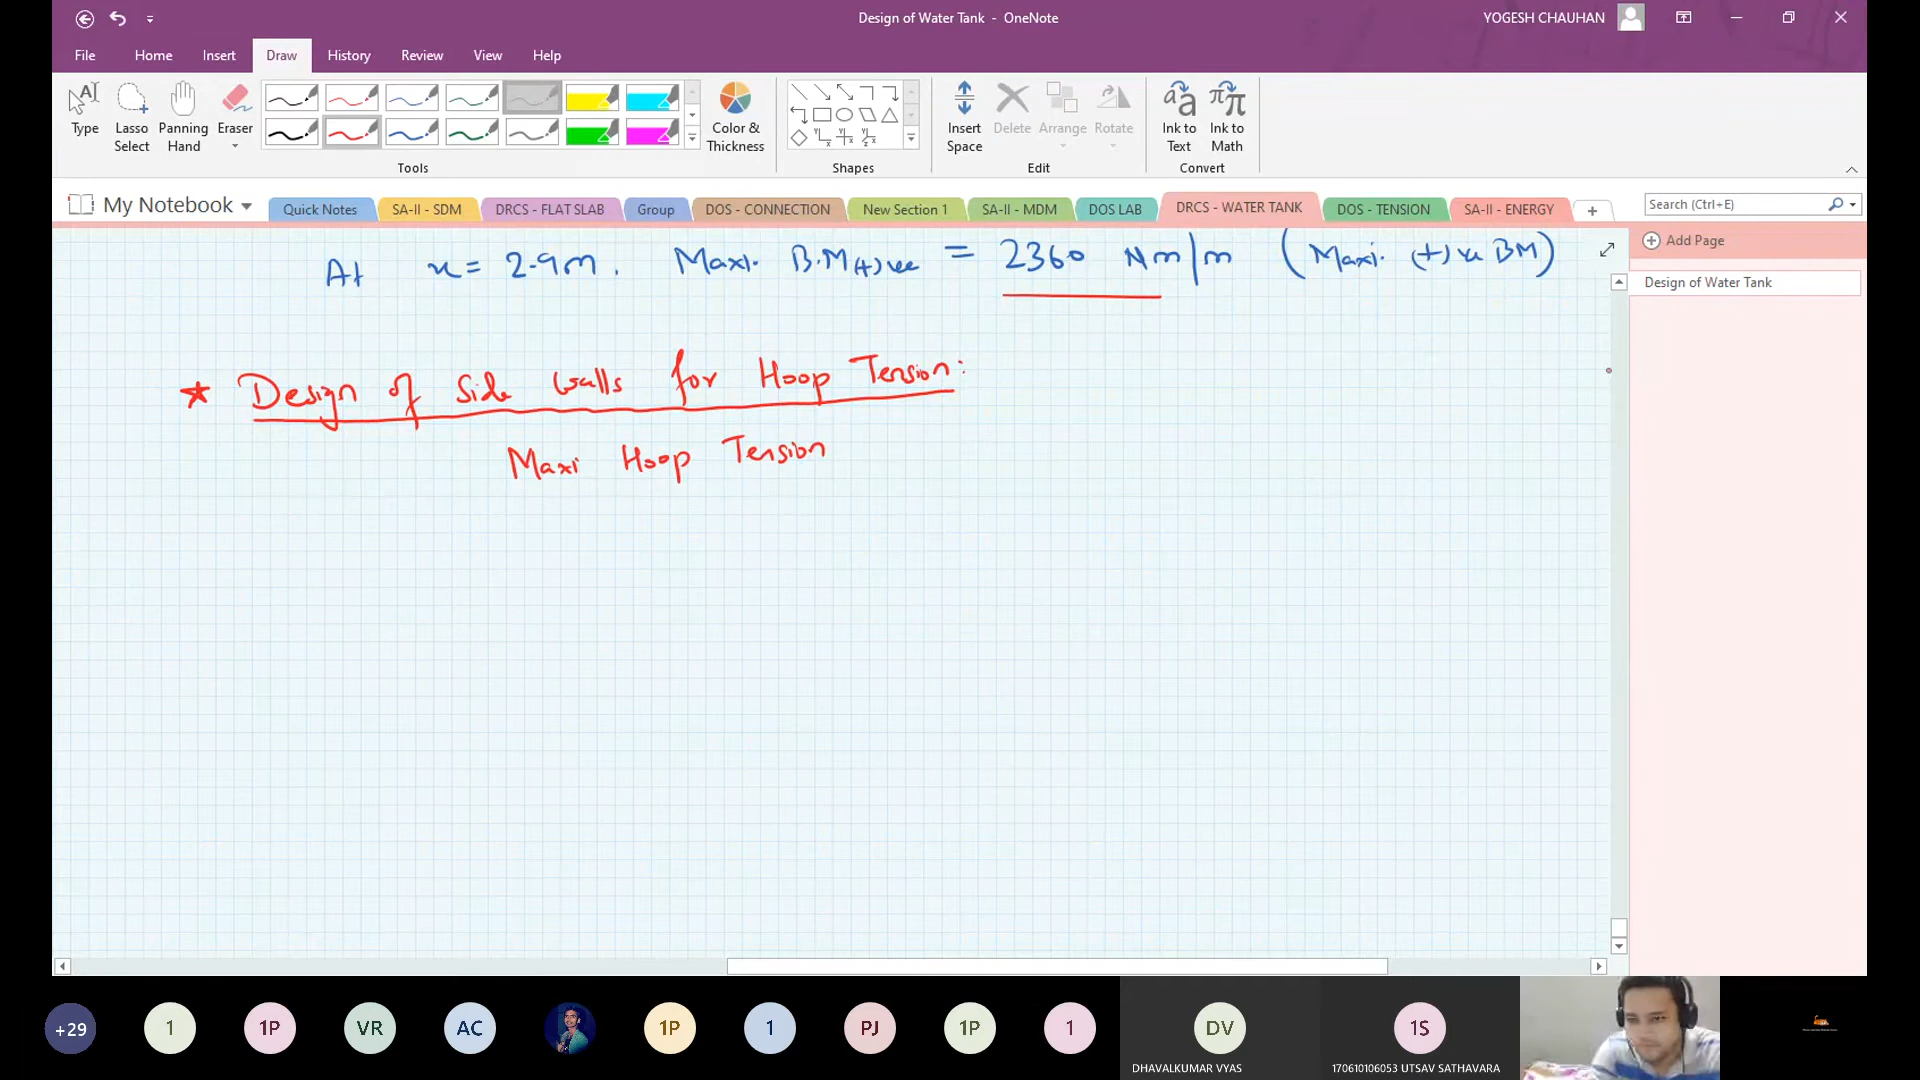 Design of Water Tank - OneNote
YOGESH CHAUHAN
File Home Insert Draw History Review View Help
Type
Lasso Select
Panning Hand
Eraser
Color & Thickness
Insert Space
Delete
Arrange
Rotate
Ink to Text
Ink to Math
Tools
Shapes
Edit
Convert
My Notebook
Quick Notes
SA-II - SDM
DRCS - FLAT SLAB
Group
DOS - CONNECTION
New Section 1
SA-II - MDM
DOS LAB
DRCS - WATER TANK
DOS - TENSION
SA-II - ENERGY
Search (Ctrl+E)
Add Page
Design of Water Tank
At x = 2.9m. Maxi. B.M(+)ve = 2360 Nm/m (Maxi. (+)ve BM)
★ Design of Side Walls for Hoop Tension:
Maxi Hoop Tension
+29
1
1P
VR
AC
1P
1
PJ
1P
1
DV
DHAVALKUMAR VYAS
1S
170610106053 UTSAV SATHAVARA